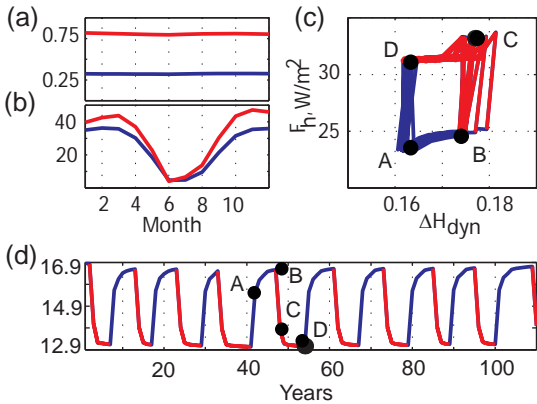 (a)
0.75
0.25
(b)
40
20
2 4 6 8 10
Month
(c)
F_h, W/m²
30
25
D
C
A
B
0.16 0.18
ΔH_dyn
(d)
16.9
14.9
12.9
A
B
C
D
20 40 60 80 100
Years